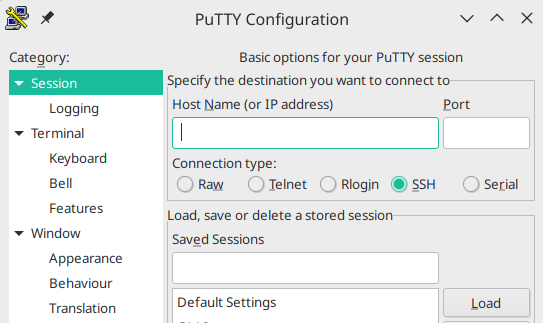 PuTTY Configuration
Category:
Session
Logging
Terminal
Keyboard
Bell
Features
Window
Appearance
Behaviour
Translation
Basic options for your PuTTY session
Specify the destination you want to connect to
Host Name (or IP address) Port
Connection type:
Raw Telnet Rlogin SSH Serial
Load, save or delete a stored session
Saved Sessions
Default Settings
Load